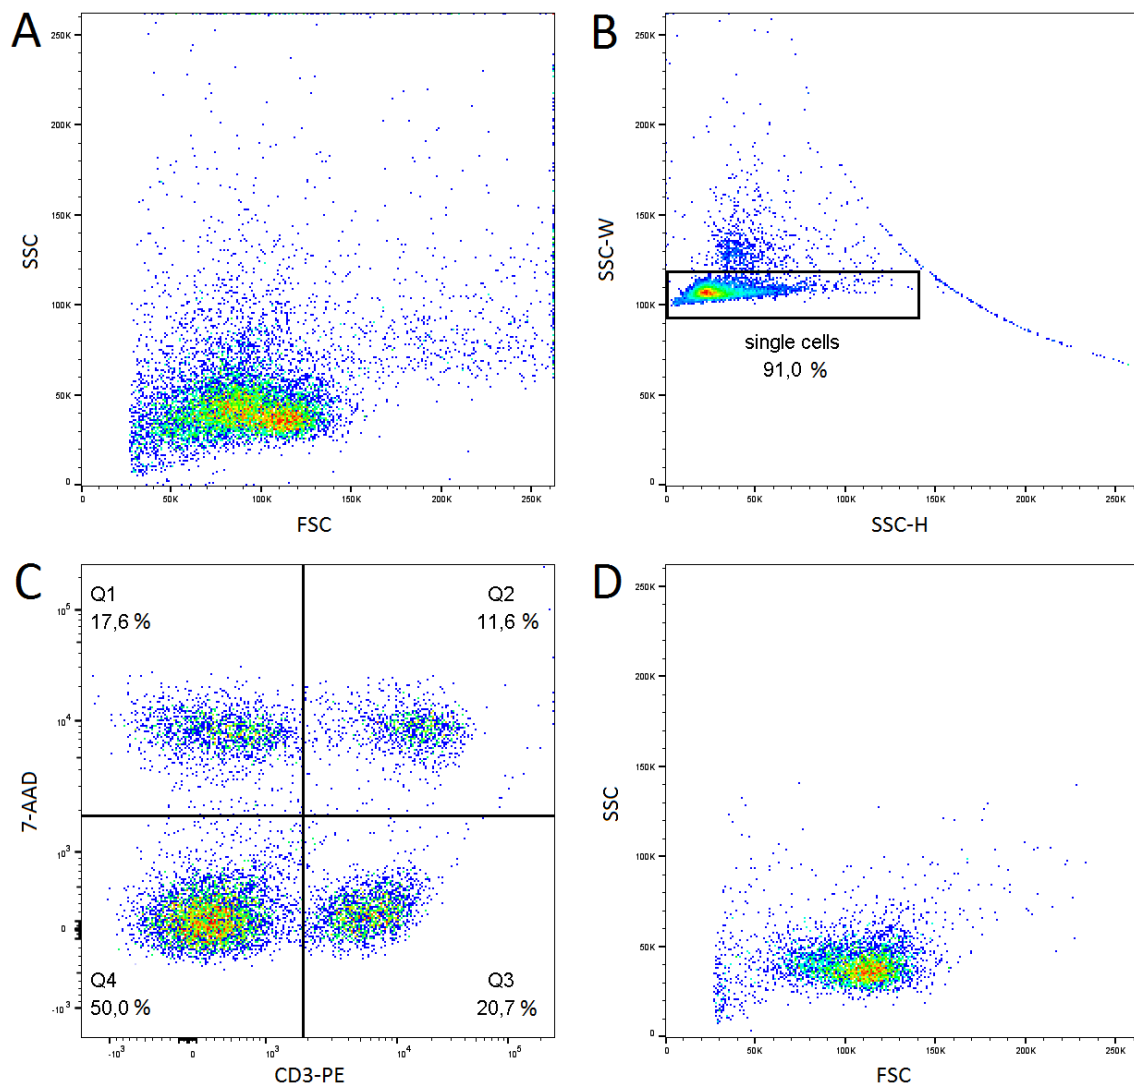 A
250K
200K
150K
100K
50K
0
0
50K
100K
150K
200K
250K
SSC
FSC
B
250K
200K
150K
100K
50K
0
0
50K
100K
150K
200K
250K
SSC-W
SSC-H
single cells
91,0 %
C
Q1
17,6 %
Q2
11,6 %
Q4
50,0 %
Q3
20,7 %
10^5
10^4
10^3
0
-10^3
-10^3
0
10^3
10^4
10^5
7-AAD
CD3-PE
D
250K
200K
150K
100K
50K
0
0
50K
100K
150K
200K
250K
SSC
FSC